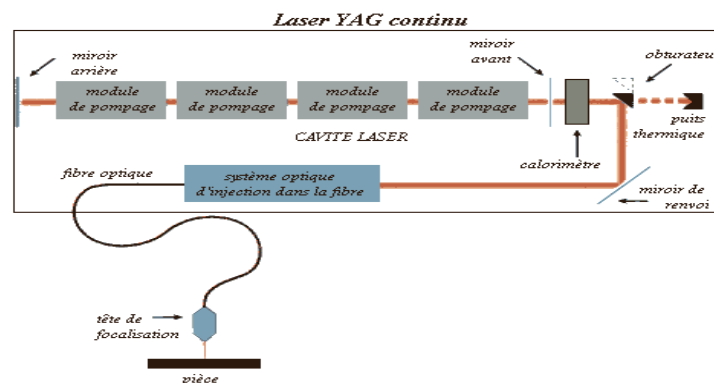 Laser YAG continu
miroir
arrière
miroir
avant
obturateu
module
de pompage
module
de pompage
module
de pompage
module
de pompage
puits
thermique
CAVITE LASER
calorimètre
fibre optique
système optique
d'injection dans la fibre
miroir de
renvoi
tête de
focalisation
pièce